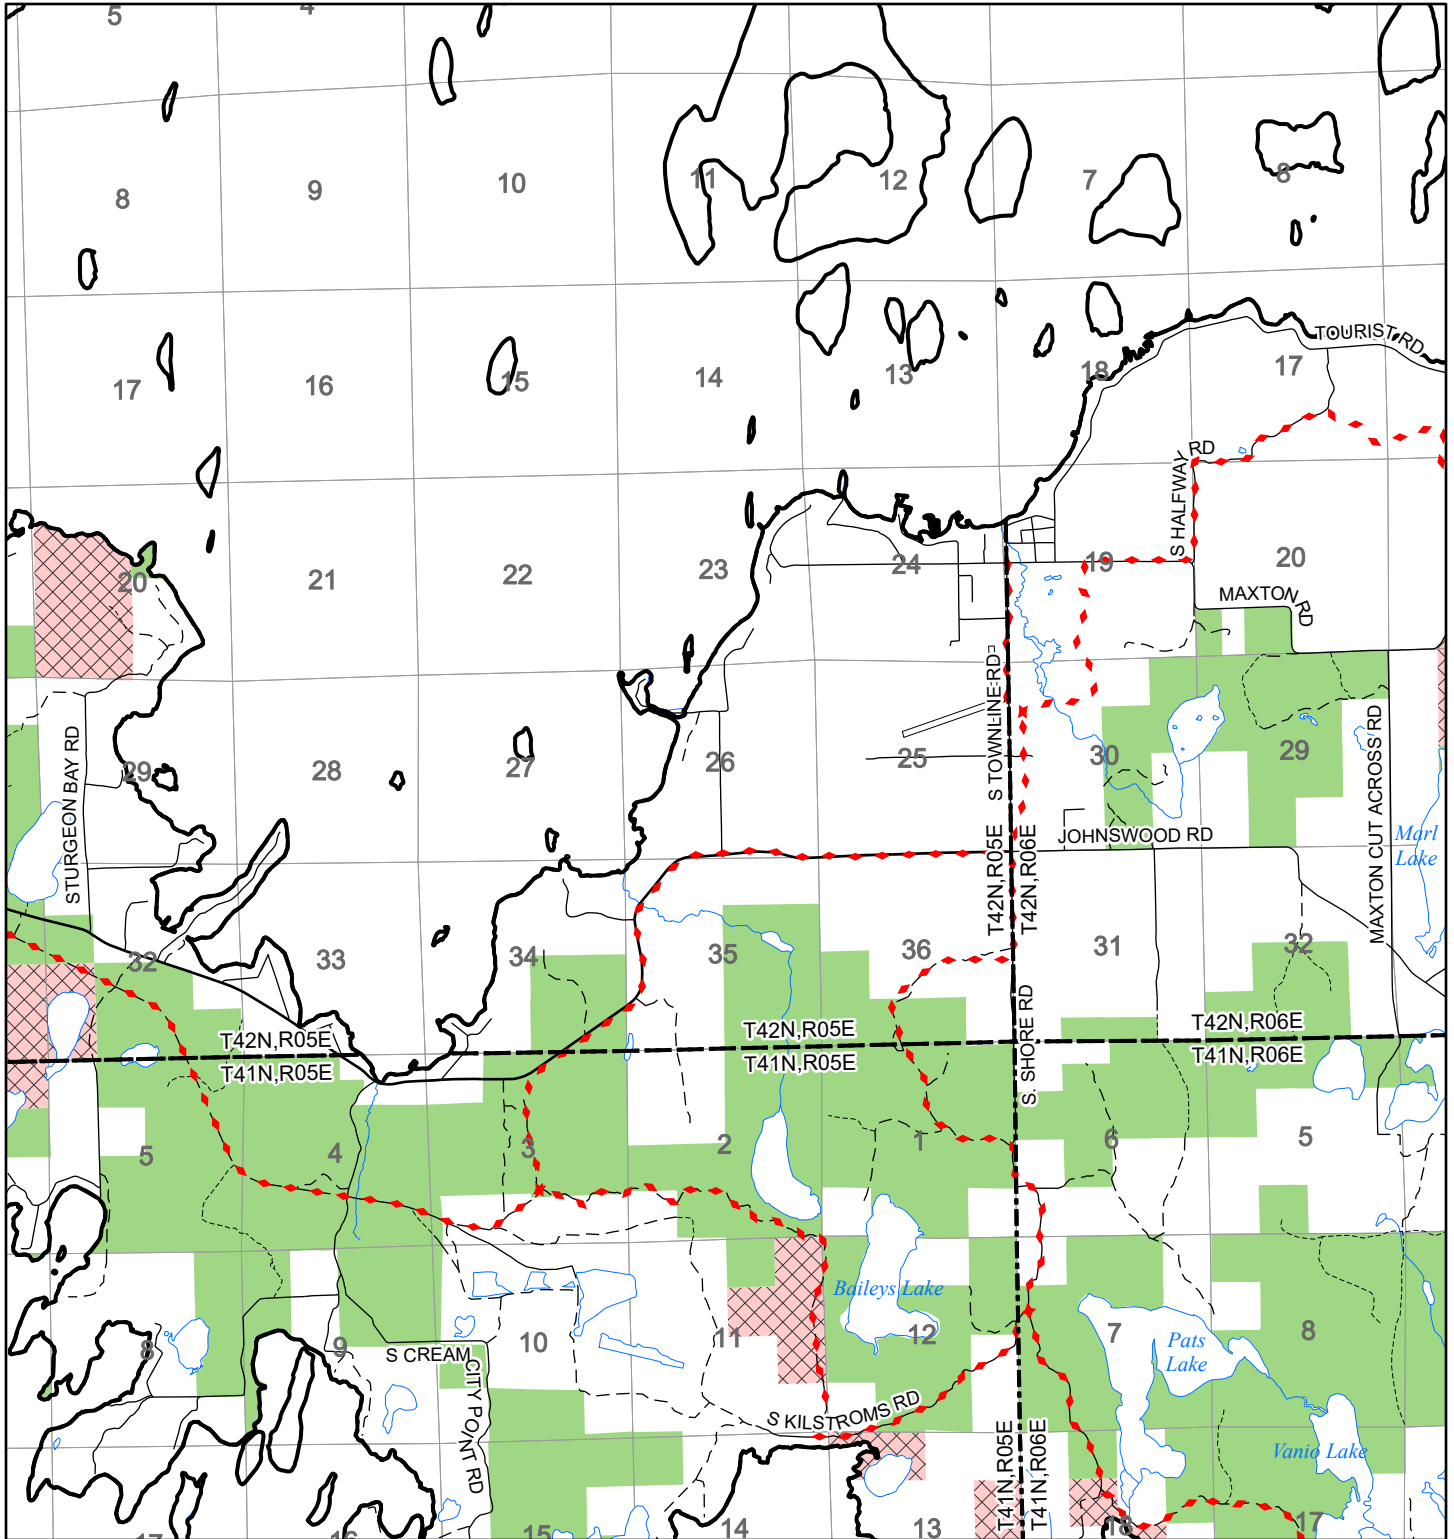 5
4
8
9
10
11
12
7
8
17
16
15
14
13
18
17
TOURIST RD
S HALFWAY RD
20
21
22
23
24
19
20
MAXTON RD
STURGEON BAY RD
29
28
27
26
25
S TOWNLINE RD
30
29
MAXTON CUT ACROSS RD
JOHNSWOOD RD
Marl
Lake
T42N,R05E
T42N,R06E
32
33
34
35
36
31
32
T42N,R05E
T41N,R05E
T42N,R05E
T41N,R05E
S. SHORE RD
T42N,R06E
T41N,R06E
5
4
3
2
1
6
5
Baileys Lake
8
9
10
11
12
7
8
Pats
Lake
S CREAM CITY POINT RD
S KILSTROMS RD
T41N,R05E
T41N,R06E
Vanio Lake
17
16
15
14
13
18
17